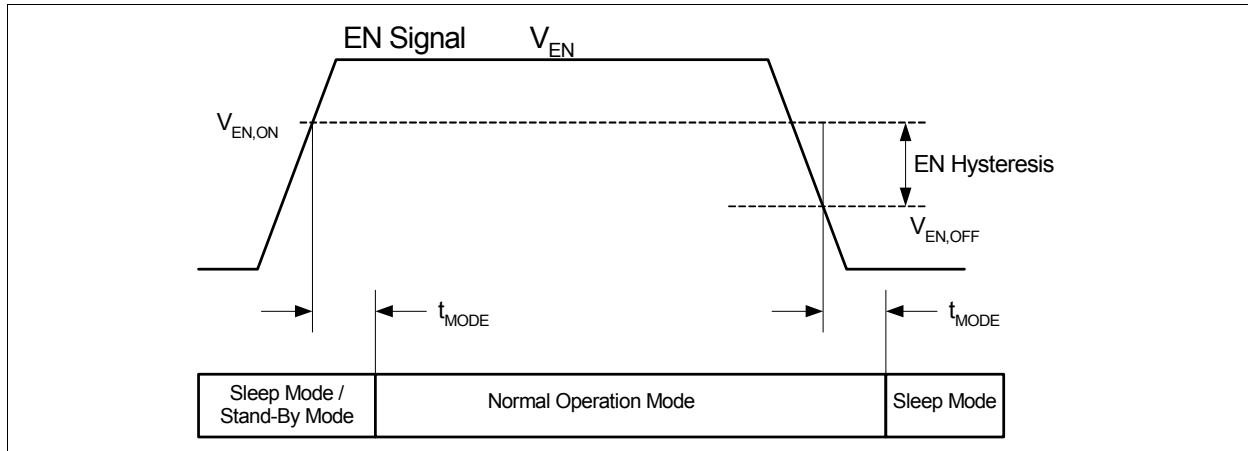 EN Signal V_EN
V_EN,ON
EN Hysteresis
V_EN,OFF
t_MODE
t_MODE
Sleep Mode /
Stand-By Mode
Normal Operation Mode
Sleep Mode